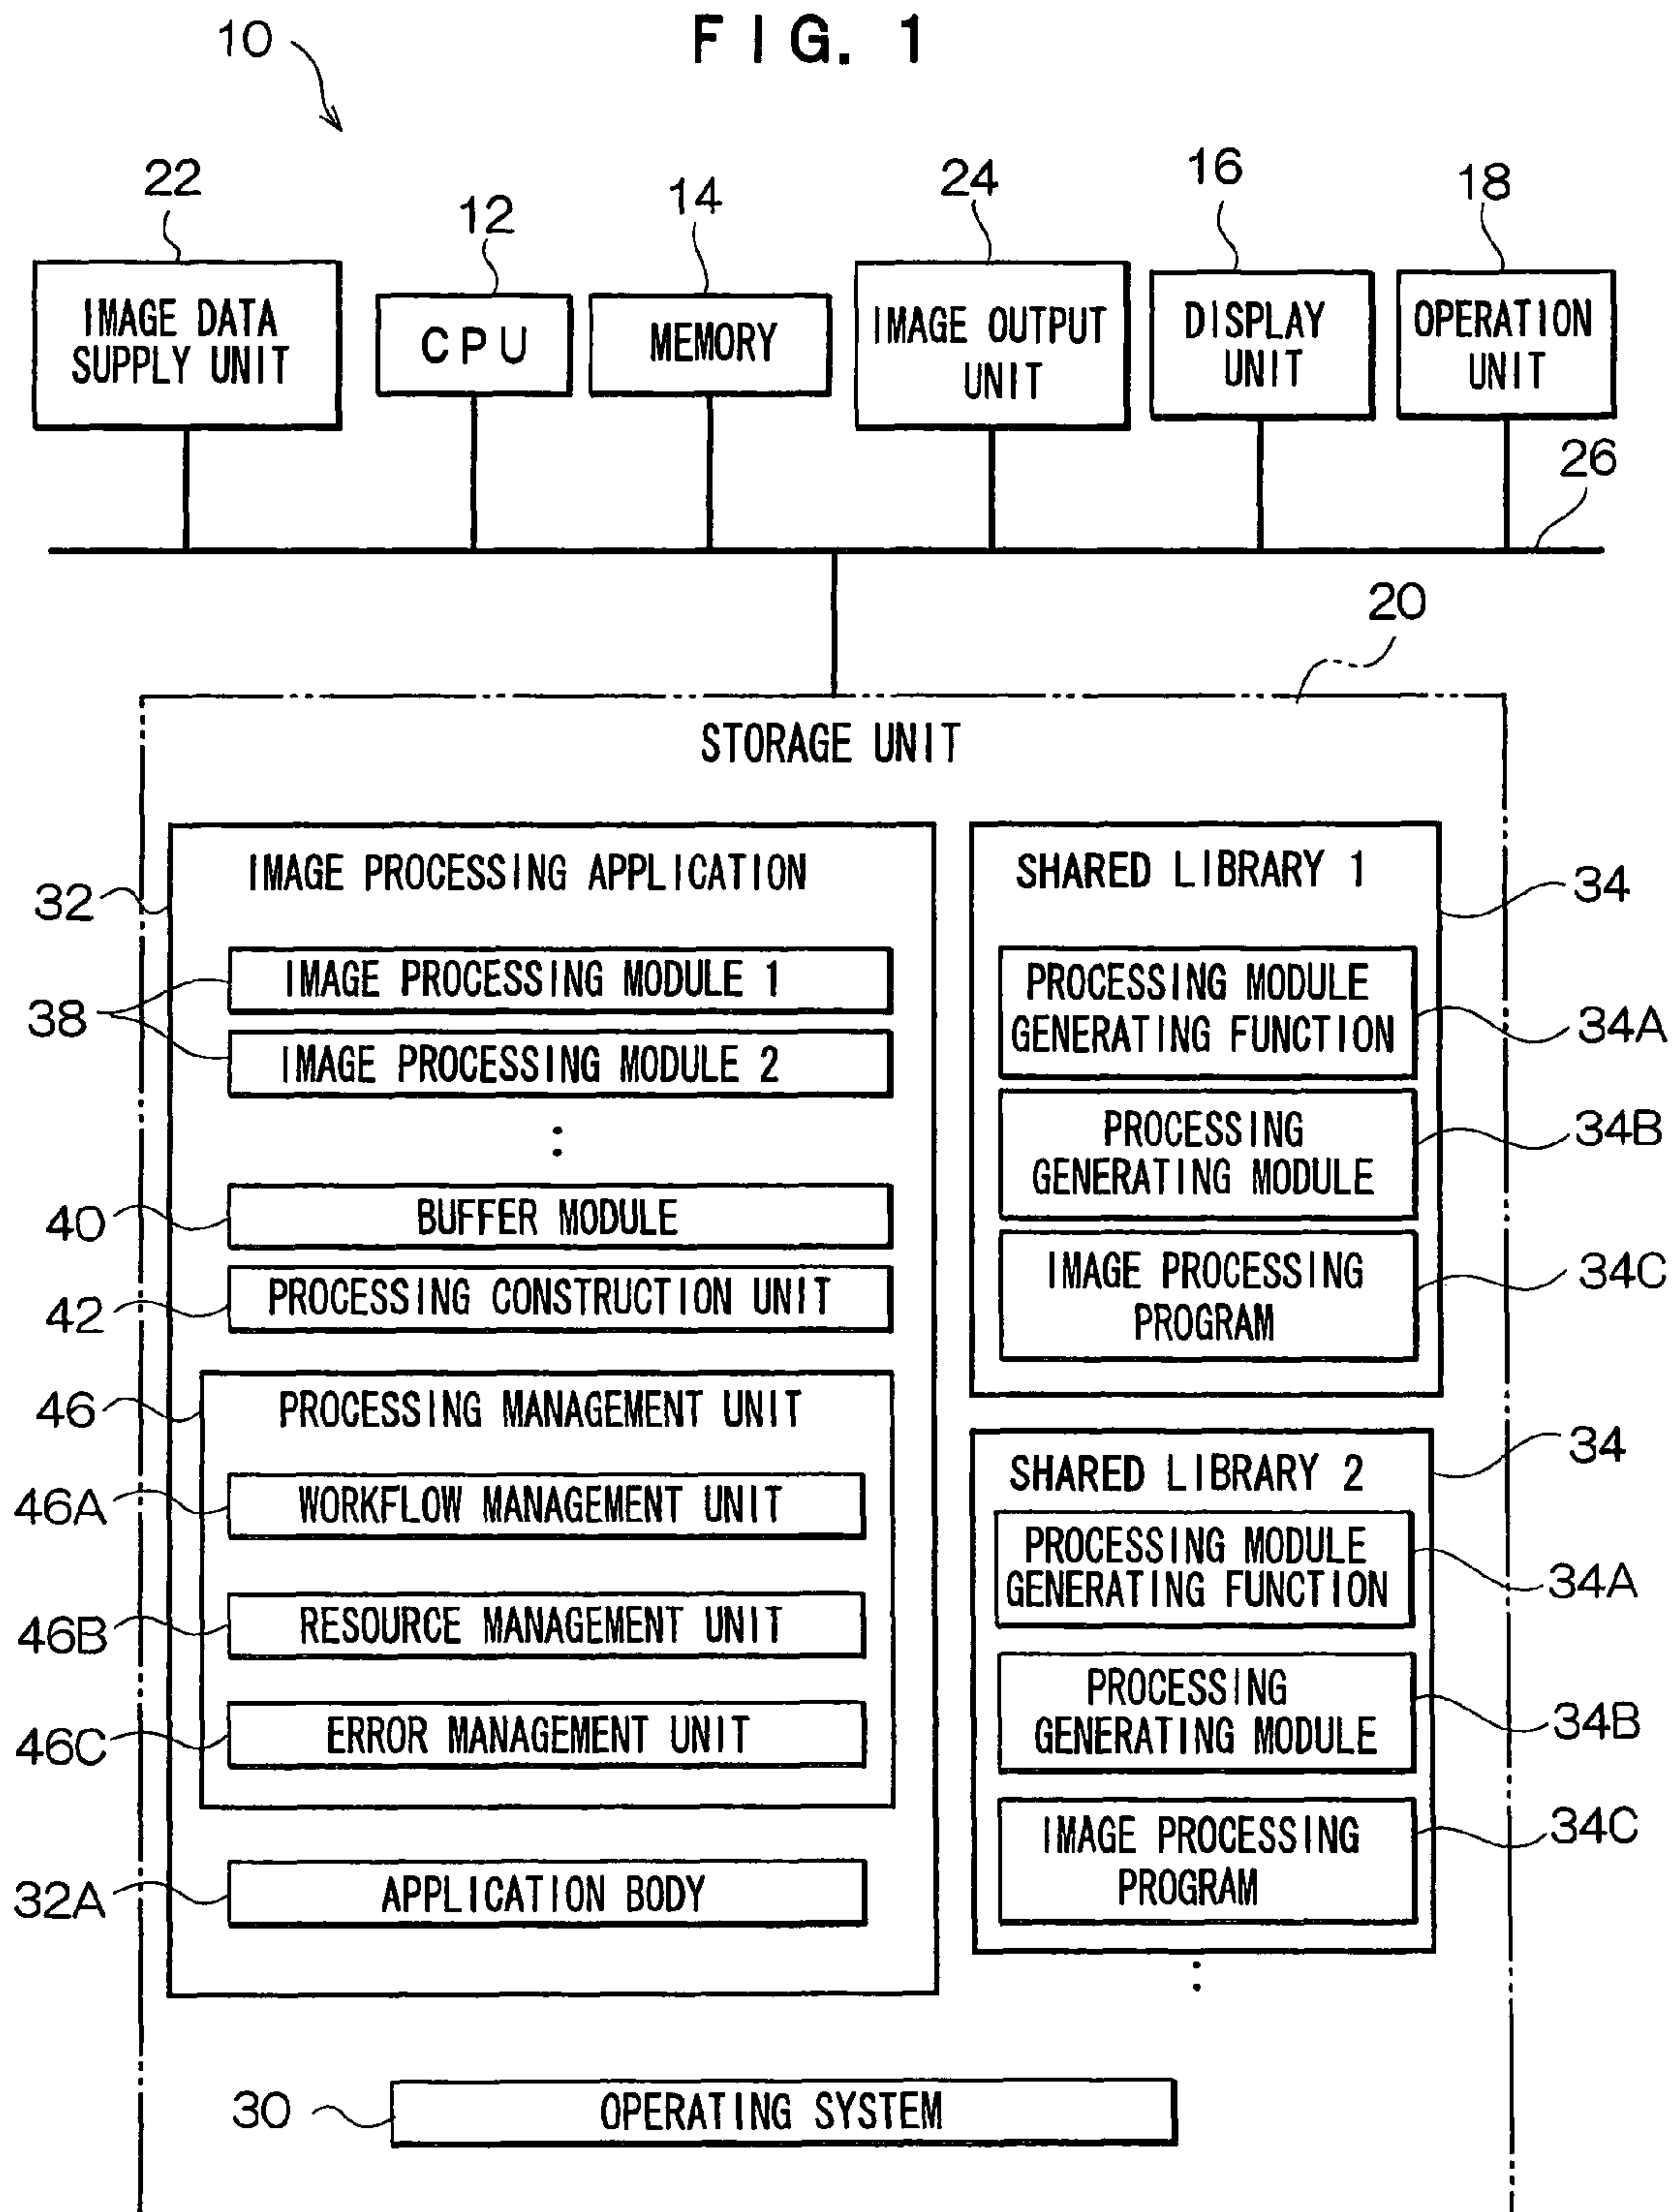 FIG. 1
10
22
12
14
24
16
18
IMAGE DATA
SUPPLY UNIT
CPU
MEMORY
IMAGE OUTPUT
UNIT
DISPLAY
UNIT
OPERATION
UNIT
26
20
STORAGE UNIT
32
IMAGE PROCESSING APPLICATION
38
IMAGE PROCESSING MODULE 1
IMAGE PROCESSING MODULE 2
:
40
BUFFER MODULE
42
PROCESSING CONSTRUCTION UNIT
46
PROCESSING MANAGEMENT UNIT
46A
WORKFLOW MANAGEMENT UNIT
46B
RESOURCE MANAGEMENT UNIT
46C
ERROR MANAGEMENT UNIT
32A
APPLICATION BODY
SHARED LIBRARY 1
34
PROCESSING MODULE
GENERATING FUNCTION
34A
PROCESSING
GENERATING MODULE
34B
IMAGE PROCESSING
PROGRAM
34C
SHARED LIBRARY 2
34
PROCESSING MODULE
GENERATING FUNCTION
34A
PROCESSING
GENERATING MODULE
34B
IMAGE PROCESSING
PROGRAM
34C
:
30
OPERATING SYSTEM